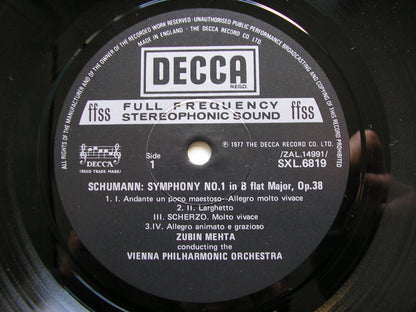 ALL RIGHTS OF THE MANUFACTURER AND OF THE OWNER OF THE RECORDED WORK RESERVED · UNAUTHORISED PUBLIC PERFORMANCE BROADCASTING AND COPYING OF THIS RECORD PROHIBITED
MADE IN ENGLAND · THE DECCA RECORD CO. LTD.
DECCA
REGD.
ffss FULL FREQUENCY STEREOPHONIC SOUND ffss
℗ 1977 THE DECCA RECORD CO. LTD.
DECCA
(REGD. TRADE MARK)
Side
1
(ZAL.14991)
SXL.6819
SCHUMANN: SYMPHONY NO.1 in B flat Major, Op.38
1. I. Andante un poco maestoso—Allegro molto vivace
2. II. Larghetto
III. SCHERZO. Molto vivace
3.IV. Allegro animato e grazioso
ZUBIN MEHTA
conducting the
VIENNA PHILHARMONIC ORCHESTRA